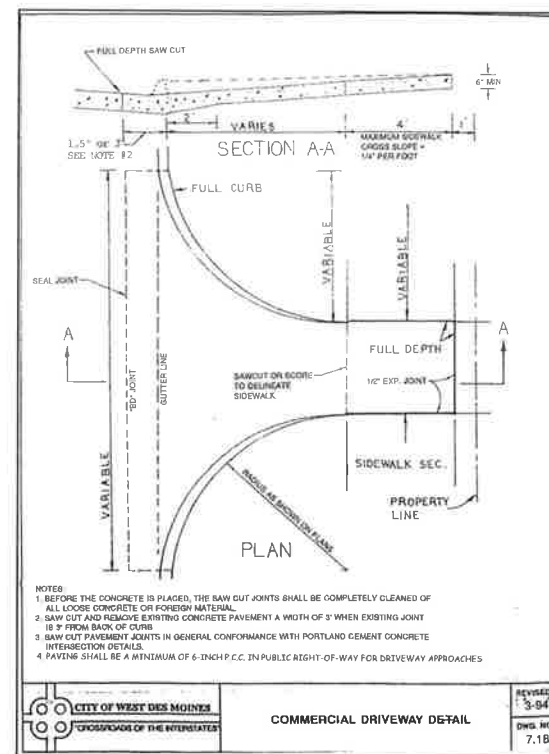 FULL DEPTH SAW CUT
6" MIN
2'
VARIES
4'
1'
1.5" OR 3'
SEE NOTE #2
SECTION A-A
MAXIMUM SIDEWALK
CROSS SLOPE =
1/4" PER FOOT
FULL CURB
VARIABLE
VARIABLE
SEAL JOINT
A
A
FULL DEPTH
"BD" JOINT
GUTTER LINE
SAWCUT OR SCORE
TO DELINEATE
SIDEWALK
1/2" EXP. JOINT
VARIABLE
SIDEWALK SEC.
RADIUS AS SHOWN ON PLANS
PROPERTY
LINE
PLAN
NOTES:
1. BEFORE THE CONCRETE IS PLACED, THE SAW CUT JOINTS SHALL BE COMPLETELY CLEANED OF
ALL LOOSE CONCRETE OR FOREIGN MATERIAL.
2. SAW CUT AND REMOVE EXISTING CONCRETE PAVEMENT A WIDTH OF 3' WHEN EXISTING JOINT
IS 3' FROM BACK OF CURB
3. SAW CUT PAVEMENT JOINTS IN GENERAL CONFORMANCE WITH PORTLAND CEMENT CONCRETE
INTERSECTION DETAILS.
4. PAVING SHALL BE A MINIMUM OF 6-INCH P.C.C. IN PUBLIC RIGHT-OF-WAY FOR DRIVEWAY APPROACHES
CITY OF WEST DES MOINES
"CROSSROADS OF THE INTERSTATES"
COMMERCIAL DRIVEWAY DETAIL
REVISED
3-94
DWG. NO
7.1B